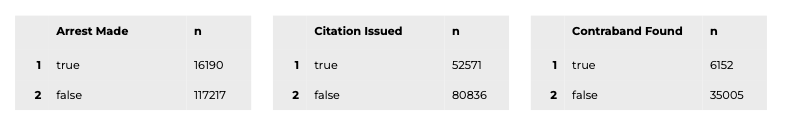 Arrest Made n
1 true 16190
2 false 117217
Citation Issued n
1 true 52571
2 false 80836
Contraband Found n
1 true 6152
2 false 35005